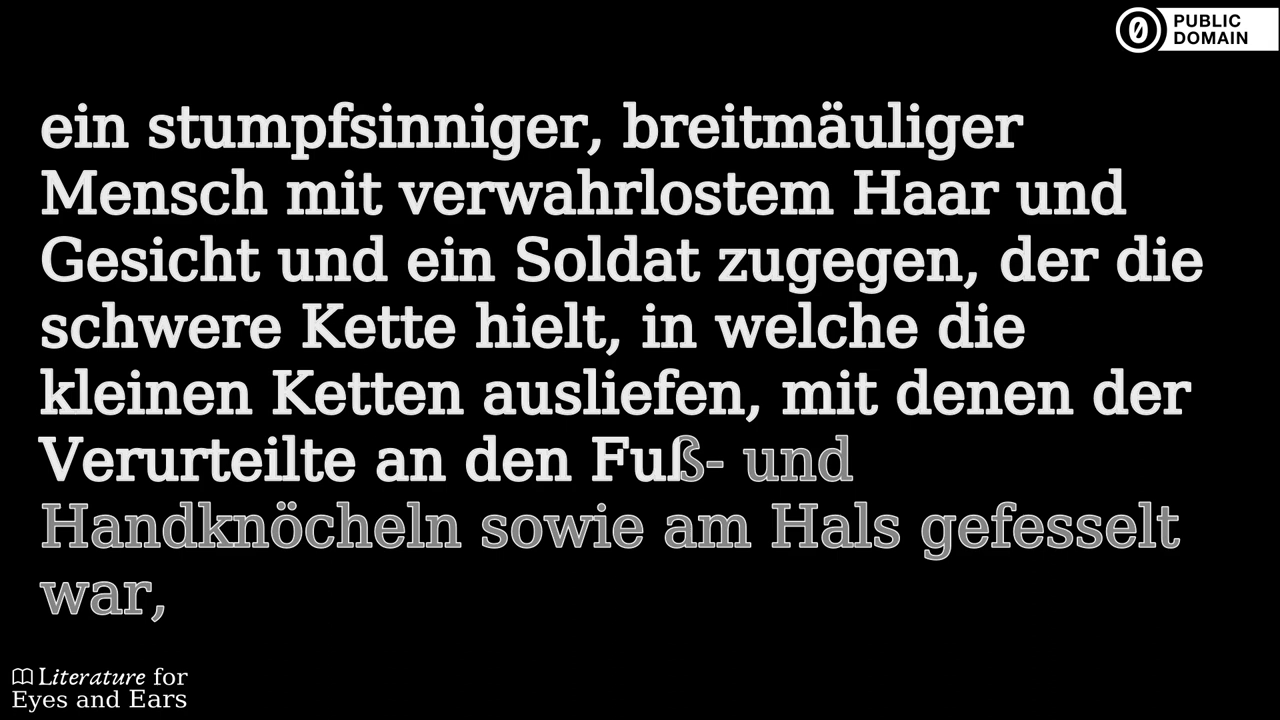 PUBLIC
DOMAIN
ein stumpfsinniger, breitmäuliger
Mensch mit verwahrlostem Haar und
Gesicht und ein Soldat zugegen, der die
schwere Kette hielt, in welche die
kleinen Ketten ausliefen, mit denen der
Verurteilte an den Fuß- und
Handknöcheln sowie am Hals gefesselt
war,
Literature for
Eyes and Ears